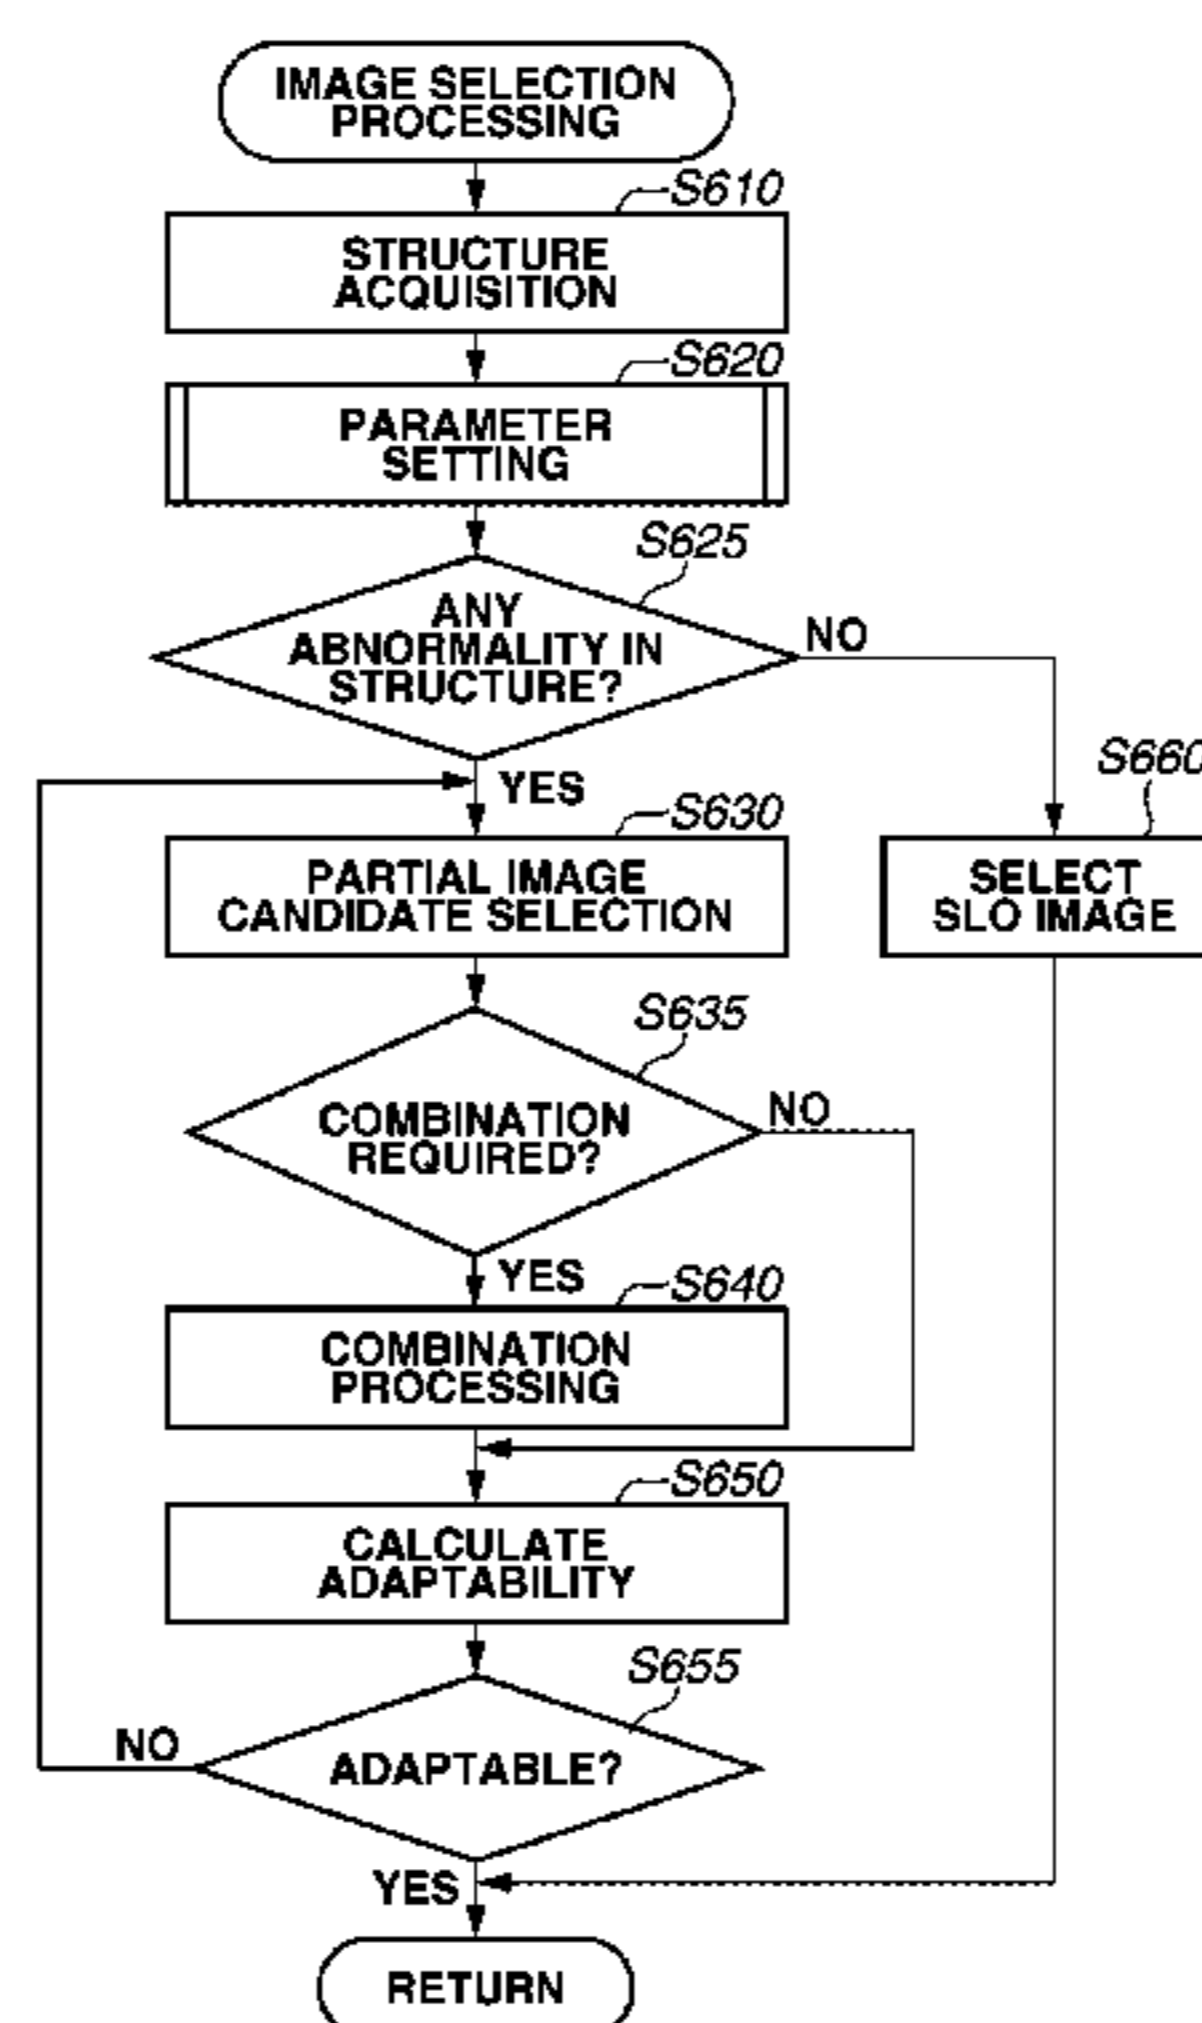 IMAGE SELECTION
PROCESSING
S610
STRUCTURE
ACQUISITION
S620
PARAMETER
SETTING
S625
ANY
ABNORMALITY IN
STRUCTURE?
NO
YES
S660
S630
PARTIAL IMAGE
CANDIDATE SELECTION
SELECT
SLO IMAGE
S635
COMBINATION
REQUIRED?
NO
YES
S640
COMBINATION
PROCESSING
S650
CALCULATE
ADAPTABILITY
S655
ADAPTABLE?
NO
YES
RETURN